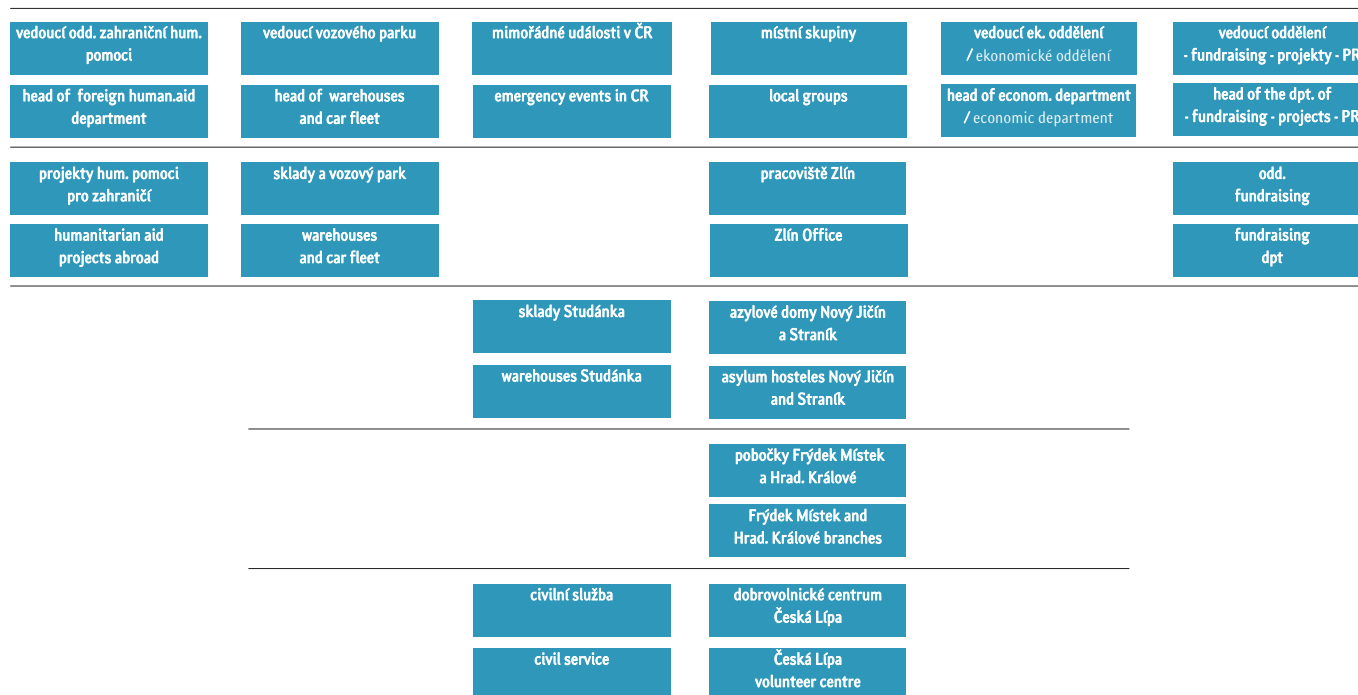 vedoucí odd. zahraniční hum.
pomoci
vedoucí vozového parku
mimořádné události v ČR
místní skupiny
vedoucí ek. oddělení
/ ekonomické oddělení
vedoucí oddělení
- fundraising - projekty - PR
head of foreign human.aid
department
head of warehouses
and car fleet
emergency events in CR
local groups
head of econom. department
/ economic department
head of the dpt. of
- fundraising - projects - PR
projekty hum. pomoci
pro zahraničí
sklady a vozový park
pracoviště Zlín
odd.
fundraising
humanitarian aid
projects abroad
warehouses
and car fleet
Zlín Office
fundraising
dpt
sklady Studánka
azylové domy Nový Jičín
a Straník
warehouses Studánka
asylum hosteles Nový Jičín
and Straník
pobočky Frýdek Místek
a Hrad. Králové
Frýdek Místek and
Hrad. Králové branches
civilní služba
dobrovolnické centrum
Česká Lípa
civil service
Česká Lípa
volunteer centre